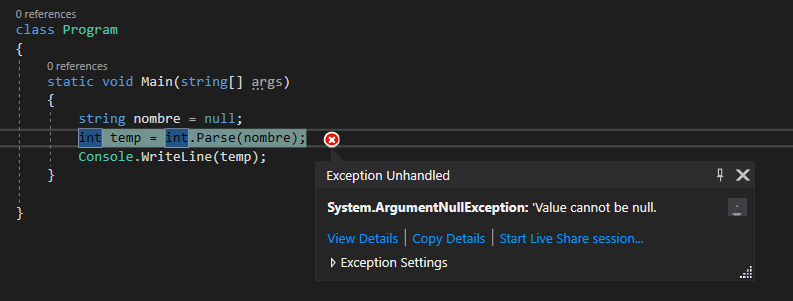 0 references
class Program
{
0 references
static void Main(string[] args)
{
string nombre = null;
int temp = int.Parse(nombre);
Console.WriteLine(temp);
}
}
Exception Unhandled
System.ArgumentNullException: 'Value cannot be null.
View Details | Copy Details | Start Live Share session...
Exception Settings